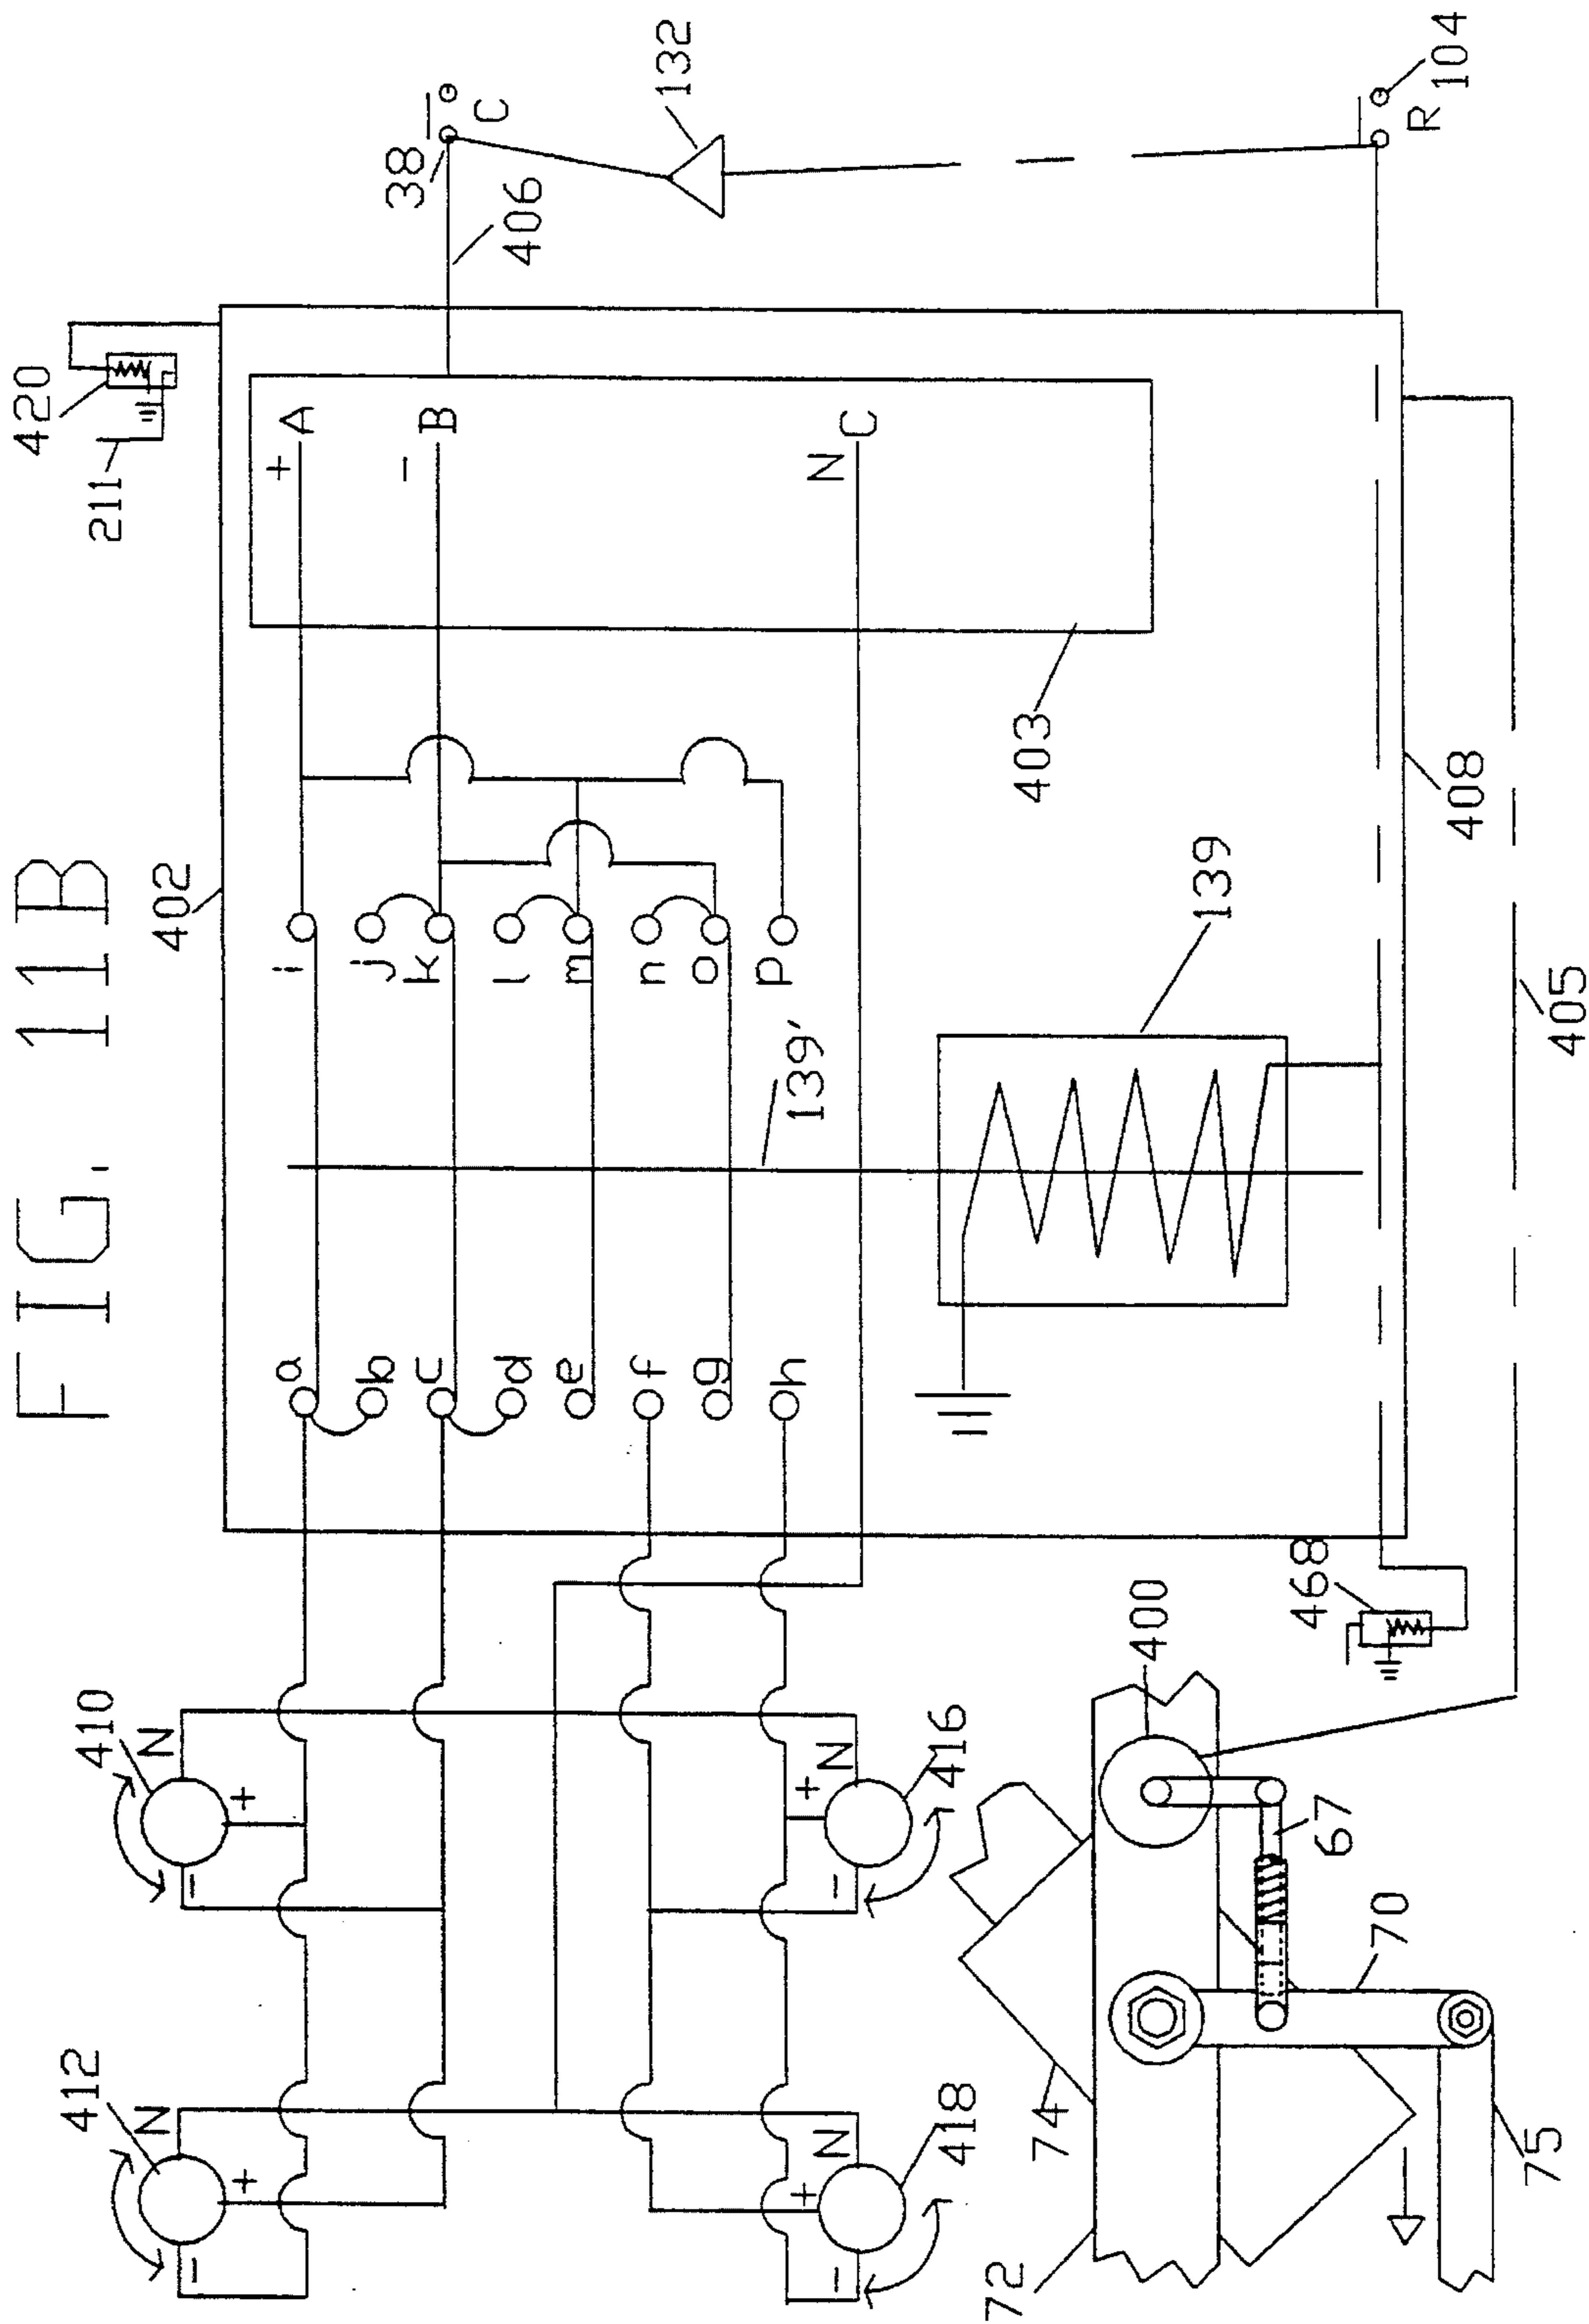 FIG. 11B
420
211
402
38
C
406
132
R
104
+ A
- B
N C
403
i
j
k
l
m
n
o
p
a
b
c
d
e
f
g
h
139'
139
408
405
410
N
+
-
412
N
+
-
416
N
+
-
418
N
+
-
468
400
67
70
74
72
75